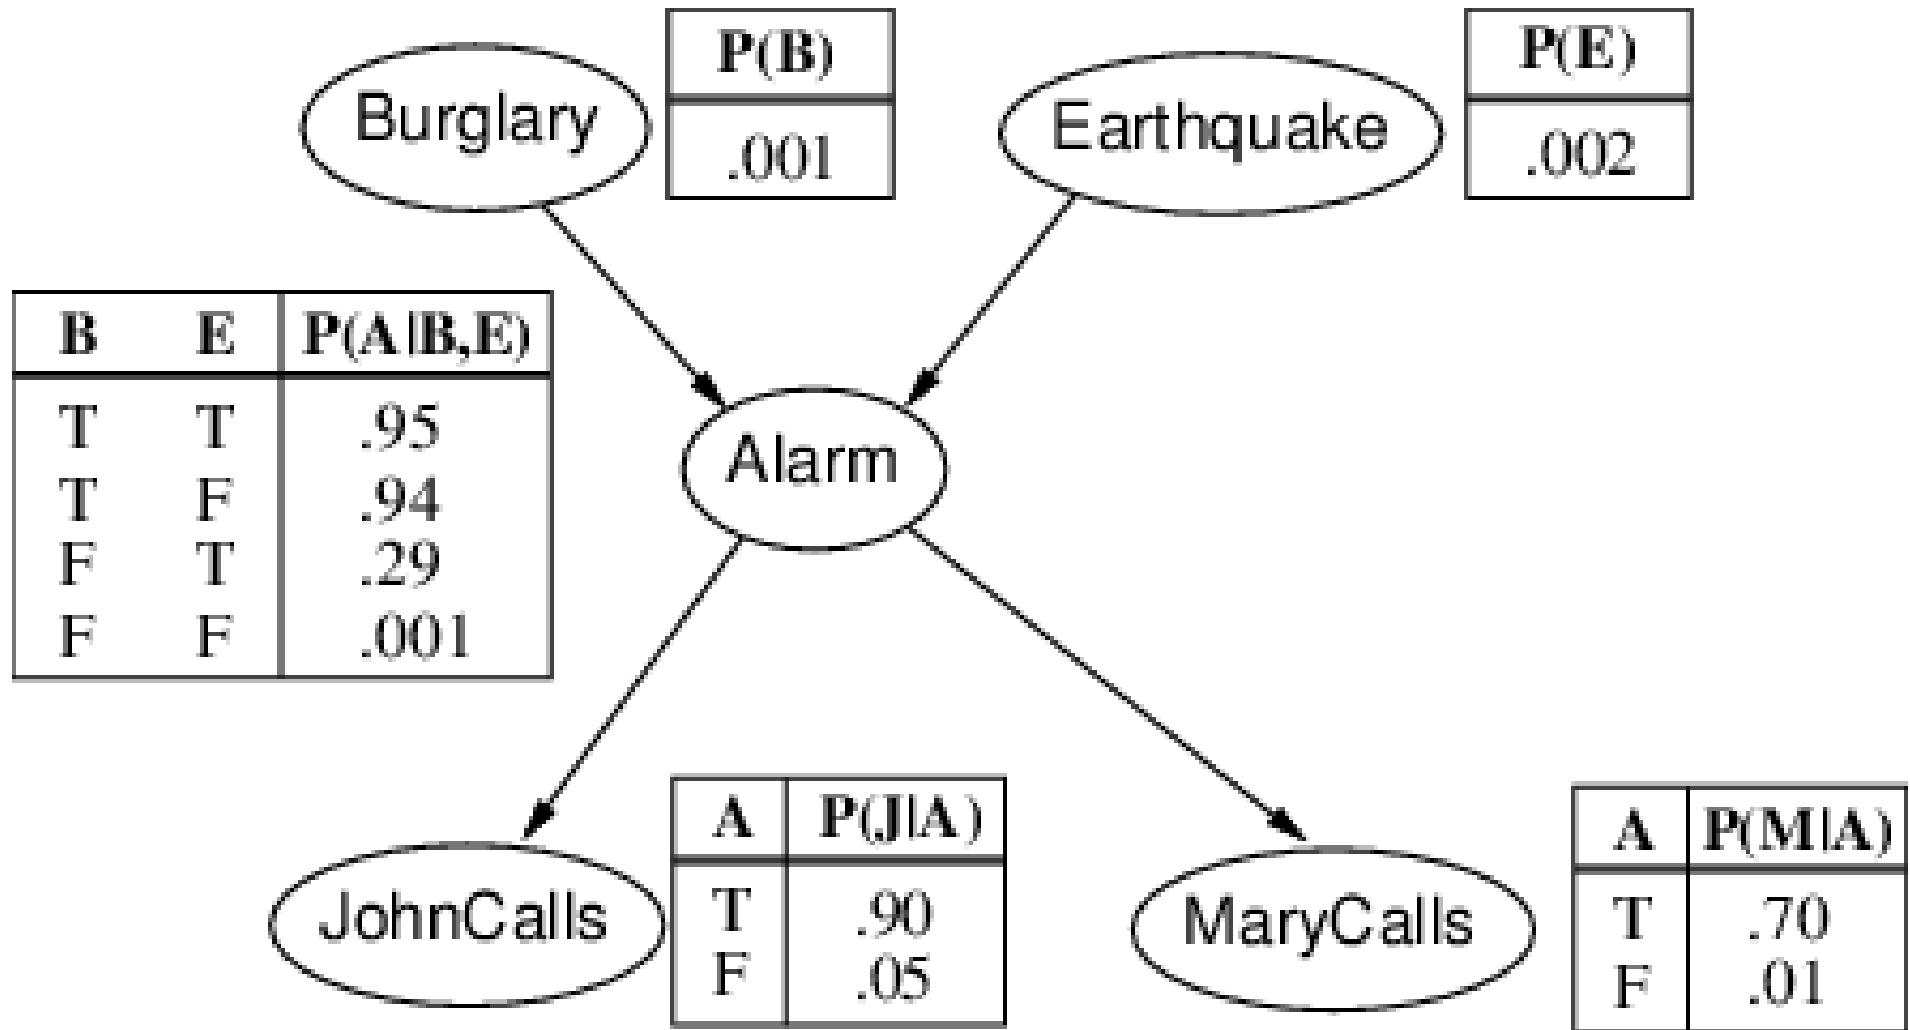 Burglary
P(B)
.001
Earthquake
P(E)
.002
B E P(A|B,E)
T T .95
T F .94
F T .29
F F .001
Alarm
JohnCalls
A P(J|A)
T .90
F .05
MaryCalls
A P(M|A)
T .70
F .01